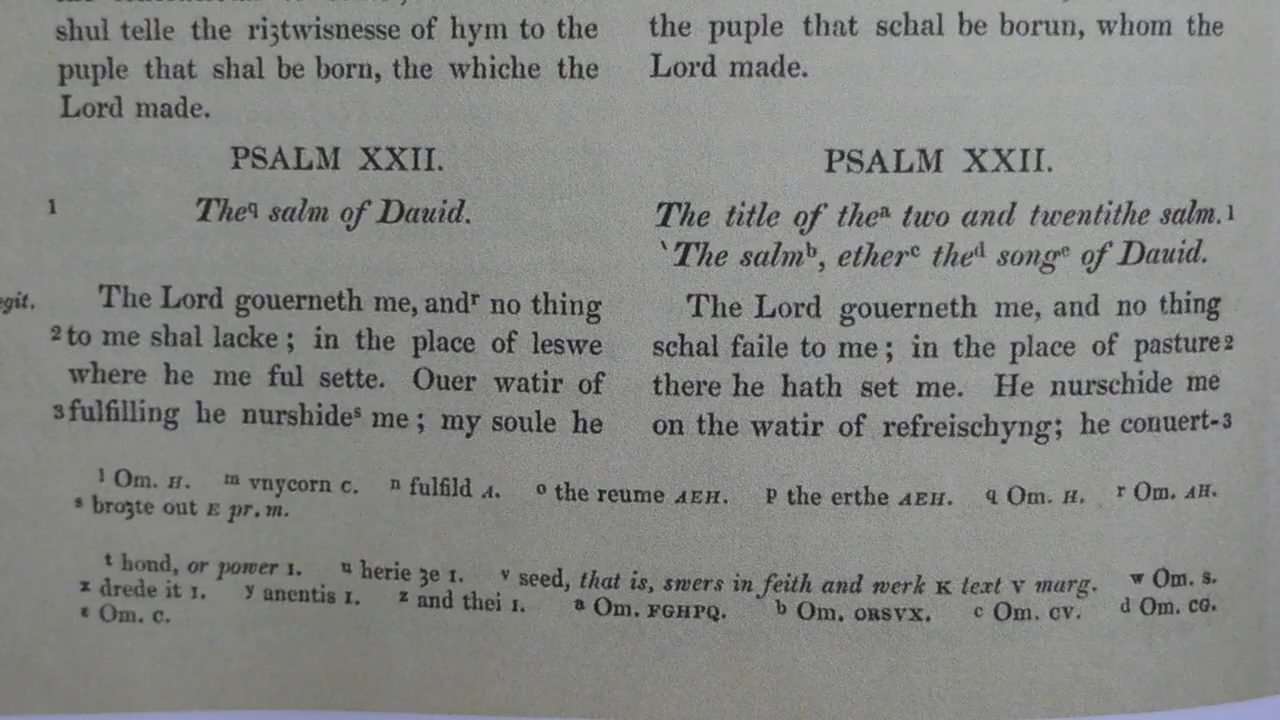 shul telle the riȝtwisnesse of hym to the
puple that shal be born, the whiche the
Lord made.
PSALM XXII.
1
Theq salm of Dauid.
egit.
The Lord gouerneth me, andr no thing
2 to me shal lacke; in the place of leswe
where he me ful sette. Ouer watir of
3 fulfilling he nurshides me; my soule he
the puple that schal be borun, whom the
Lord made.
PSALM XXII.
The title of thea two and twentithe salm. 1
‵The salmb, etherc thed songe of Dauid.
The Lord gouerneth me, and no thing
schal faile to me; in the place of pasture 2
there he hath set me. He nurschide me
on the watir of refreischyng; he conuert- 3
l Om. H. m vnycorn c. n fulfild A. o the reume AEH. p the erthe AEH. q Om. H. r Om. AH.
s broȝte out E pr. m.
t hond, or power I. u herie ȝe I. v seed, that is, swers in feith and werk K text V marg. w Om. S.
x drede it I. y anentis I. z and thei I. a Om. FGHPQ. b Om. ORSVX. c Om. CV. d Om. CG.
e Om. C.